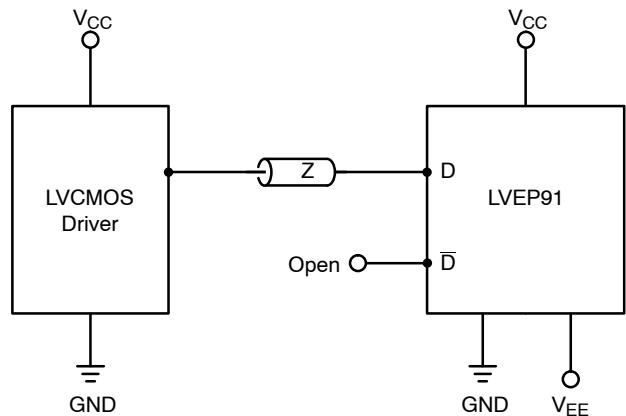 VCC
VCC
LVCMOS
Driver
Z
D
LVEP91
Open
D̅
GND
GND
VEE